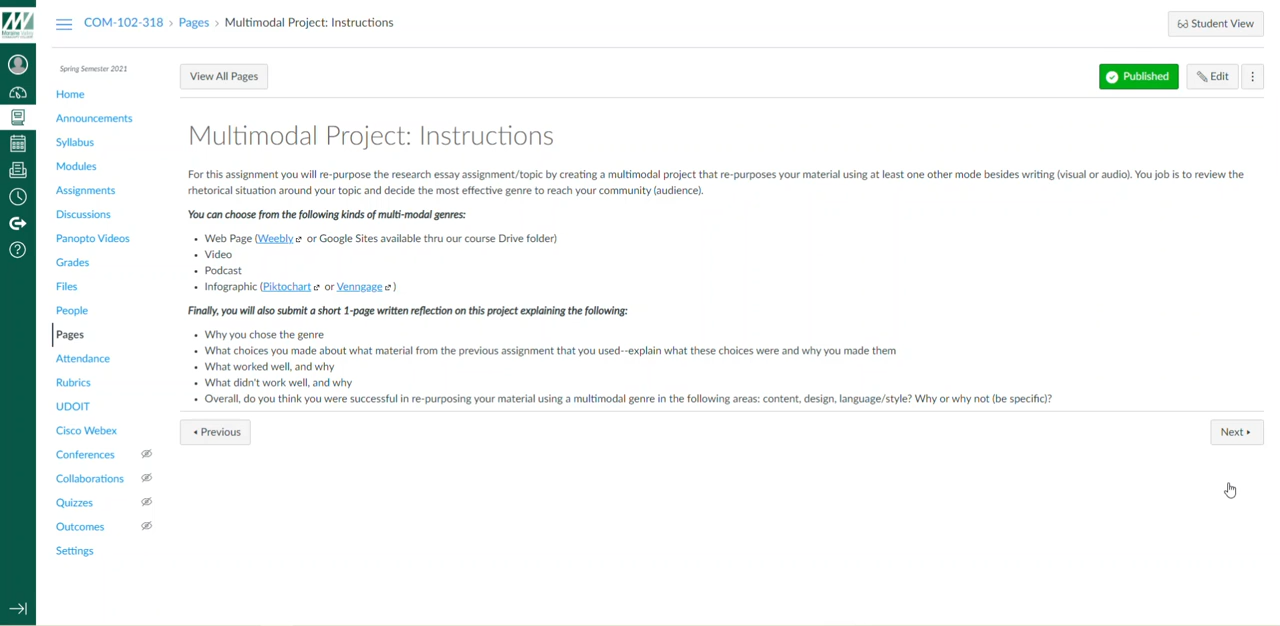 COM-102-318 › Pages › Multimodal Project: Instructions
Student View
Spring Semester 2021
View All Pages
Published
Edit
Home
Announcements
Syllabus
Modules
Assignments
Discussions
Panopto Videos
Grades
Files
People
Pages
Attendance
Rubrics
UDOIT
Cisco Webex
Conferences
Collaborations
Quizzes
Outcomes
Settings
Multimodal Project: Instructions
For this assignment you will re-purpose the research essay assignment/topic by creating a multimodal project that re-purposes your material using at least one other mode besides writing (visual or audio). You job is to review the
rhetorical situation around your topic and decide the most effective genre to reach your community (audience).
You can choose from the following kinds of multi-modal genres:
• Web Page (Weebly or Google Sites available thru our course Drive folder)
• Video
• Podcast
• Infographic (Piktochart or Venngage )
Finally, you will also submit a short 1-page written reflection on this project explaining the following:
• Why you chose the genre
• What choices you made about what material from the previous assignment that you used--explain what these choices were and why you made them
• What worked well, and why
• What didn't work well, and why
• Overall, do you think you were successful in re-purposing your material using a multimodal genre in the following areas: content, design, language/style? Why or why not (be specific)?
Previous
Next